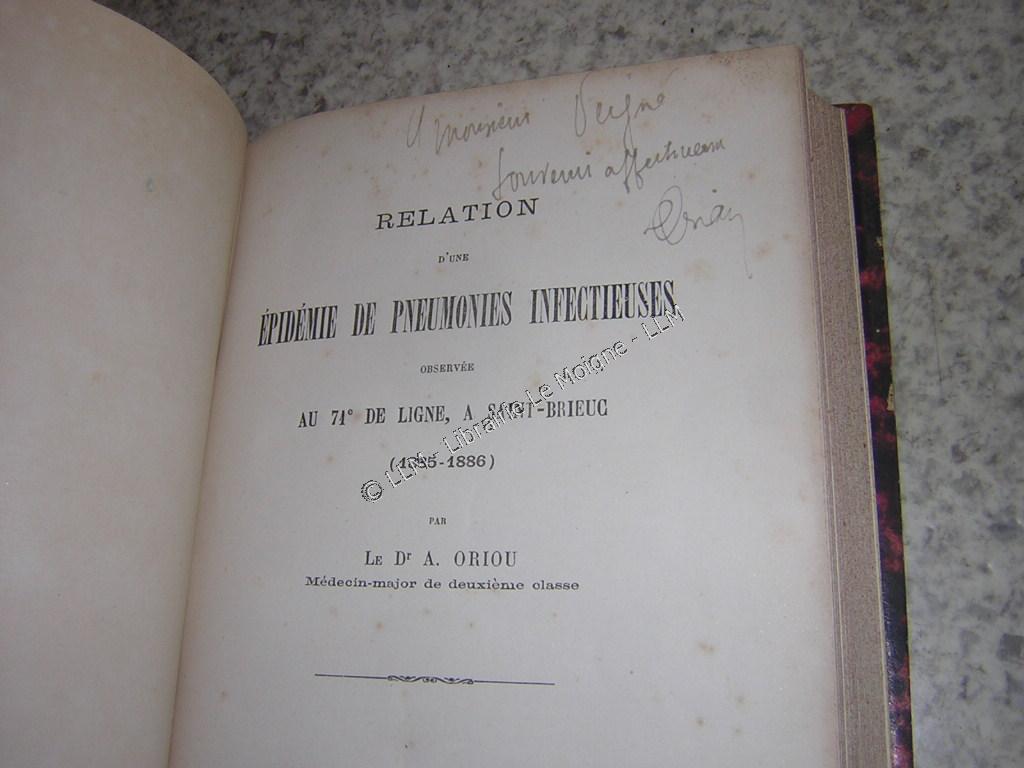 A Monsieur
Souvenir affectueux
Oriou
RELATION
D'UNE
ÉPIDÉMIE DE PNEUMONIES INFECTIEUSES
OBSERVÉE
AU 71e DE LIGNE, A SAINT-BRIEUC
(1885-1886)
PAR
LE Dr A. ORIOU
Médecin-major de deuxième classe
© LLM - Librairie Le Moigne - LLM